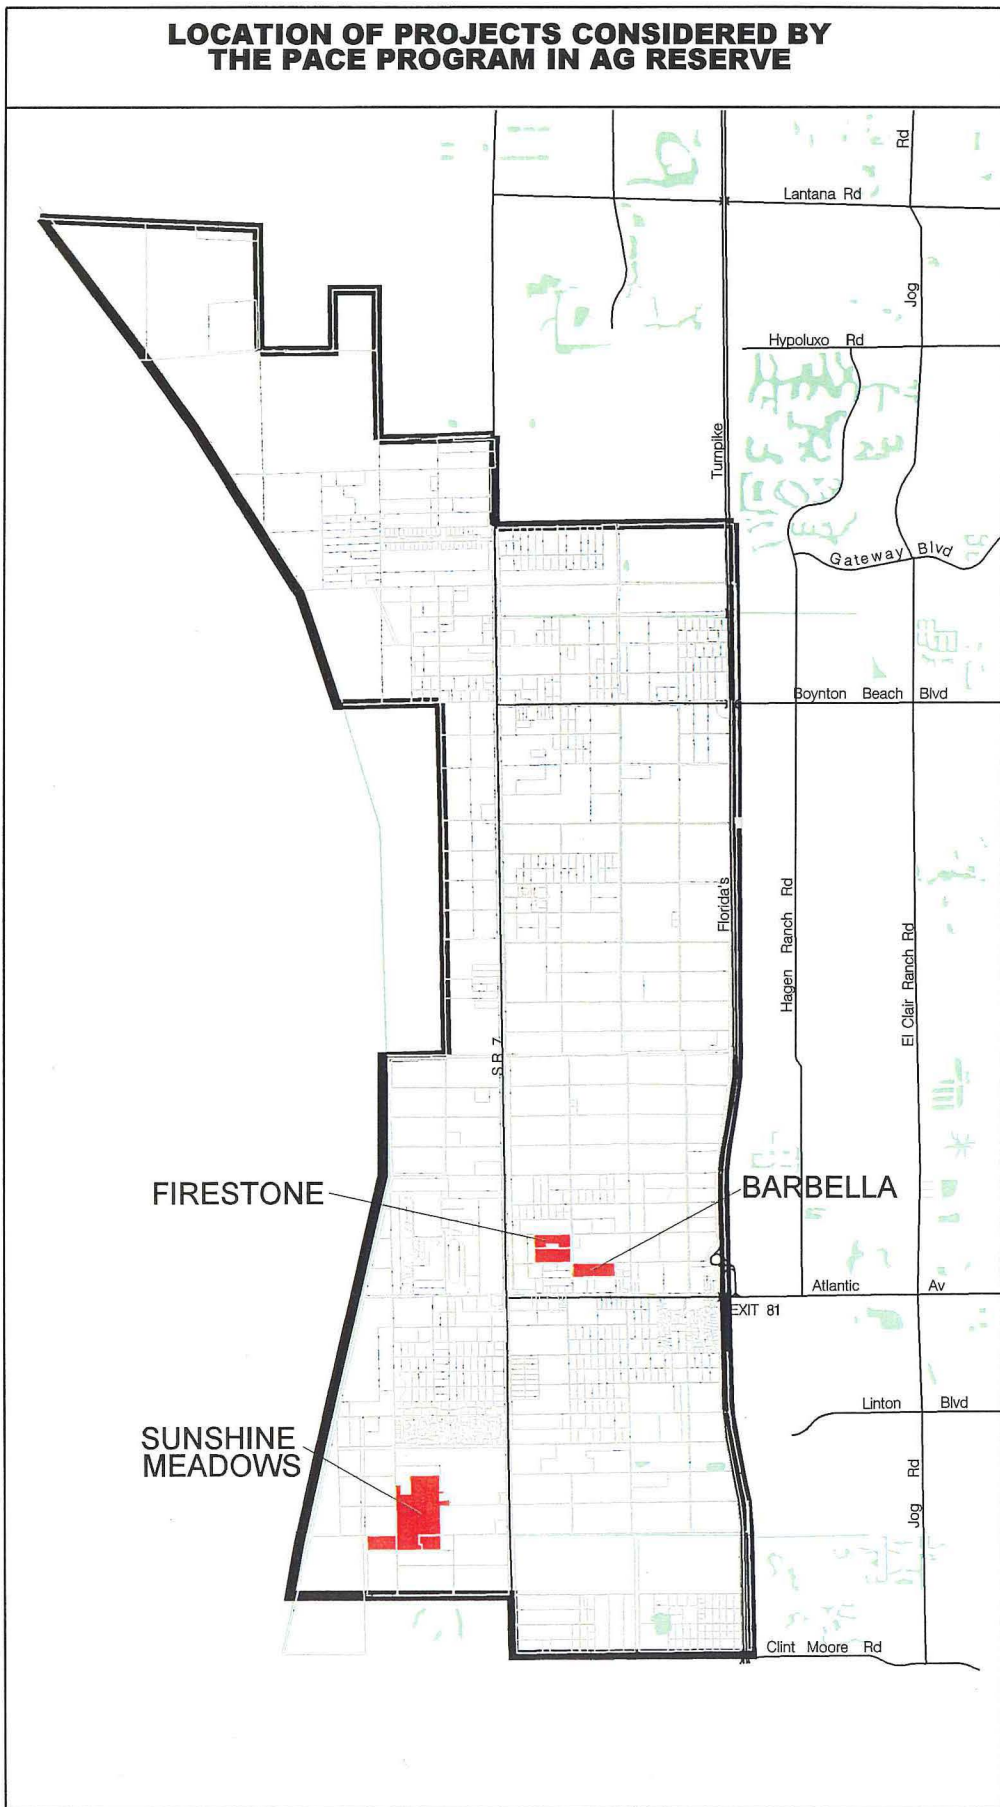 LOCATION OF PROJECTS CONSIDERED BY
THE PACE PROGRAM IN AG RESERVE
Rd
Lantana Rd
Jog
Hypoluxo Rd
Turnpike
Gateway Blvd
Boynton Beach Blvd
Florida's
Hagen Ranch Rd
El Clair Ranch Rd
S R 7
FIRESTONE
BARBELLA
Atlantic Av
EXIT 81
Linton Blvd
SUNSHINE
MEADOWS
Jog Rd
Clint Moore Rd